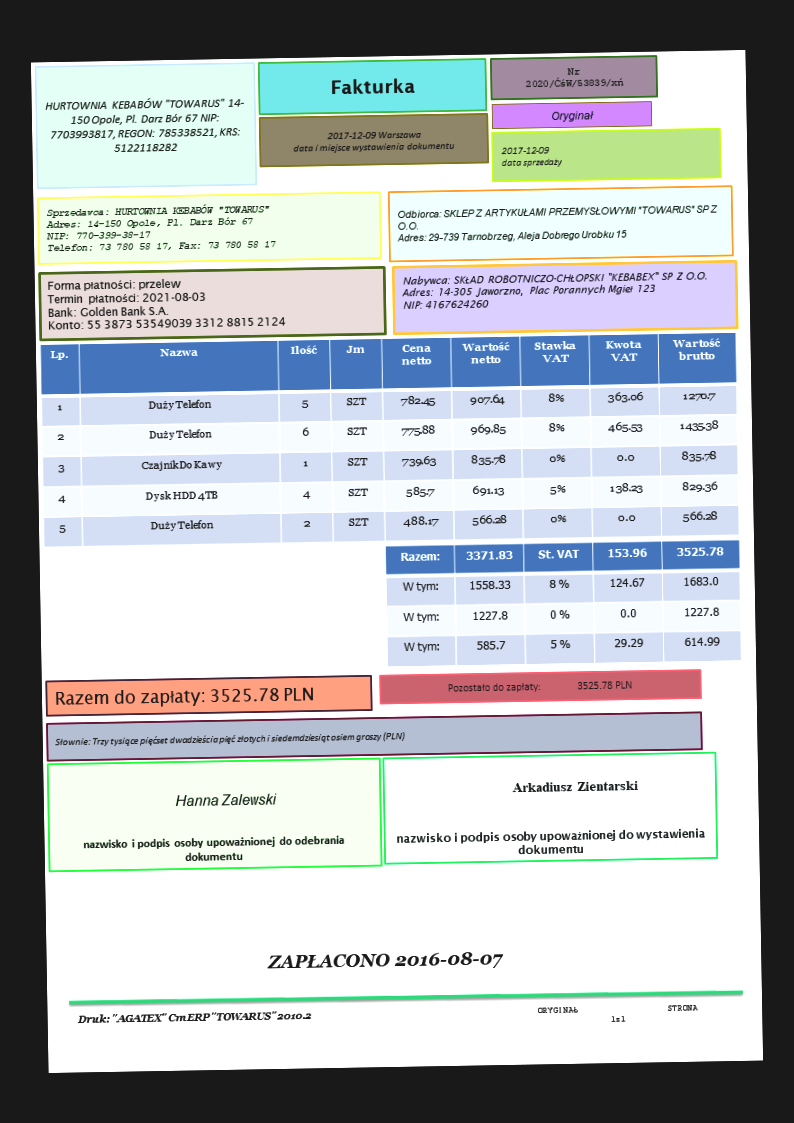 HURTOWNIA KEBABÓW "TOWARUS" 14-
150 Opole, Pl. Darz Bór 67 NIP:
7703993817, REGON: 785338521, KRS:
5122118282
Fakturka
2017-12-09 Warszawa
data i miejsce wystawienia dokumentu
Nr
2020/ĆśW/53839/xń
Oryginał
2017-12-09
data sprzedaży
Sprzedawca: HURTOWNIA KEBABÓW "TOWARUS"
Adres: 14-150 Opole, Pl. Darz Bór 67
NIP: 770-399-38-17
Telefon: 73 780 58 17, Fax: 73 780 58 17
Odbiorca: SKLEP Z ARTYKUŁAMI PRZEMYSŁOWYMI "TOWARUS" SP Z
O.O.
Adres: 29-739 Tarnobrzeg, Aleja Dobrego Urobku 15
Forma płatności: przelew
Termin płatności: 2021-08-03
Bank: Golden Bank S.A.
Konto: 55 3873 53549039 3312 8815 2124
Nabywca: SKŁAD ROBOTNICZO-CHŁOPSKI "KEBABEX" SP Z O.O.
Adres: 14-305 Jaworzno, Plac Porannych Mgieł 123
NIP: 4167624260
Lp. Nazwa Ilość Jm Cena netto Wartość netto Stawka VAT Kwota VAT Wartość brutto
1 Duży Telefon 5 SZT 782.45 907.64 8% 363.06 1270.7
2 Duży Telefon 6 SZT 775.88 969.85 8% 465.53 1435.38
3 Czajnik Do Kawy 1 SZT 739.63 835.78 0% 0.0 835.78
4 Dysk HDD 4TB 4 SZT 585.7 691.13 5% 138.23 829.36
5 Duży Telefon 2 SZT 488.17 566.28 0% 0.0 566.28
Razem: 3371.83 St. VAT 153.96 3525.78
W tym: 1558.33 8 % 124.67 1683.0
W tym: 1227.8 0 % 0.0 1227.8
W tym: 585.7 5 % 29.29 614.99
Razem do zapłaty: 3525.78 PLN
Pozostało do zapłaty: 3525.78 PLN
Słownie: Trzy tysiące pięćset dwadzieścia pięć złotych i siedemdziesiąt osiem groszy (PLN)
Hanna Zalewski
nazwisko i podpis osoby upoważnionej do odebrania
dokumentu
Arkadiusz Zientarski
nazwisko i podpis osoby upoważnionej do wystawienia
dokumentu
ZAPŁACONO 2016-08-07
Druk: "AGATEX" CmERP "TOWARUS" 2010.2
ORYGINAŁ
1z1
STRONA